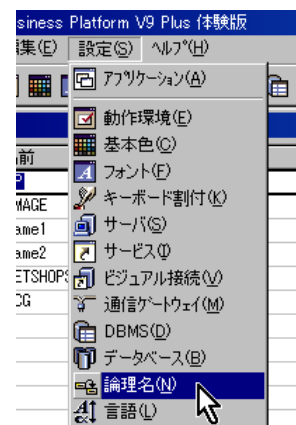 siness Platform V9 Plus (体験版
集(E) 設定(S) ヘルプ(H)
アプリケーション(A)
動作環境(E)
前
基本色(C)
フォント(F)
キーボード割付(K)
MAGE
サーバ(S)
ame1
サービス(I)
ame2
ビジュアル接続(V)
ETSHOPS
通信ゲートウェイ(M)
CG
DBMS(D)
データベース(B)
論理名(N)
言語(L)